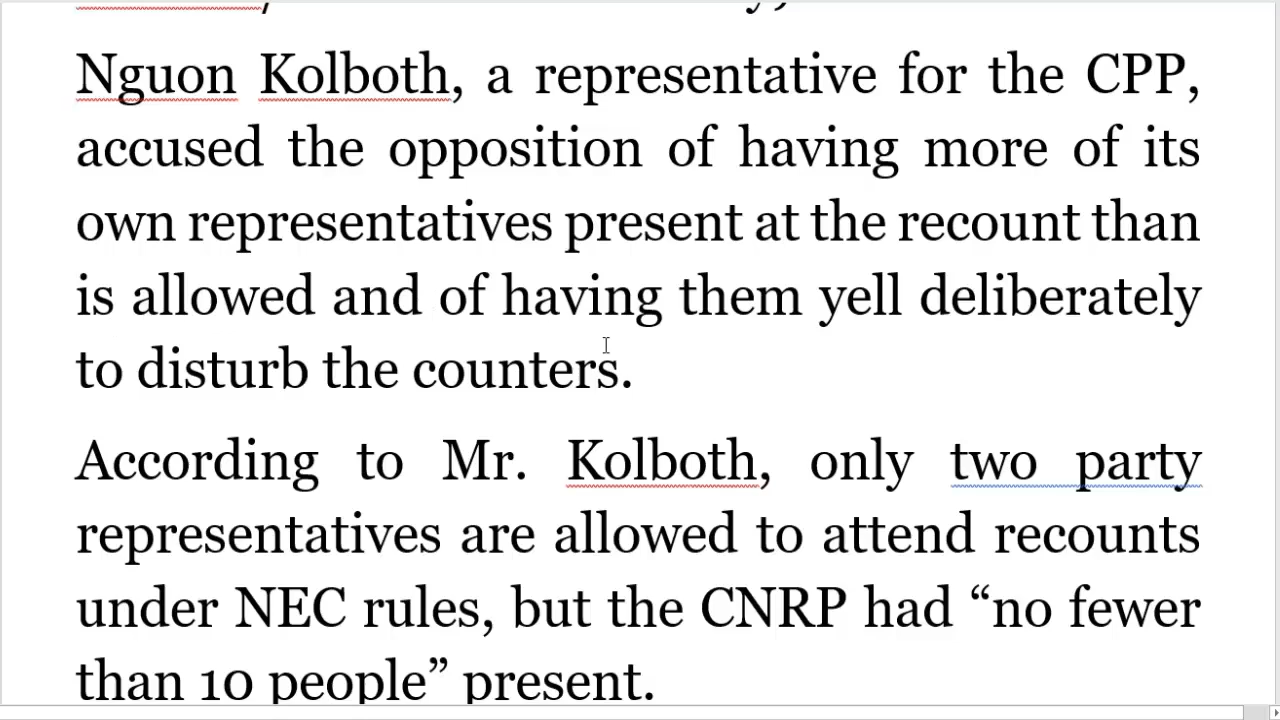 Nguon Kolboth, a representative for the CPP,
accused the opposition of having more of its
own representatives present at the recount than
is allowed and of having them yell deliberately
to disturb the counters.
According to Mr. Kolboth, only two party
representatives are allowed to attend recounts
under NEC rules, but the CNRP had “no fewer
than 10 people” present.